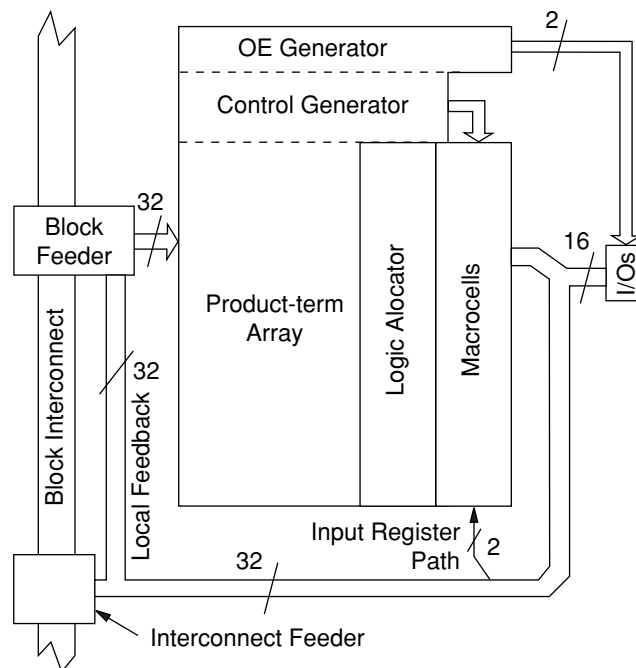 2
OE Generator
Control Generator
32
Block
Feeder
16
I/Os
Product-term
Array
Logic Alocator
Macrocells
32
Block Interconnect
Local Feedback
Input Register
Path
2
32
Interconnect Feeder